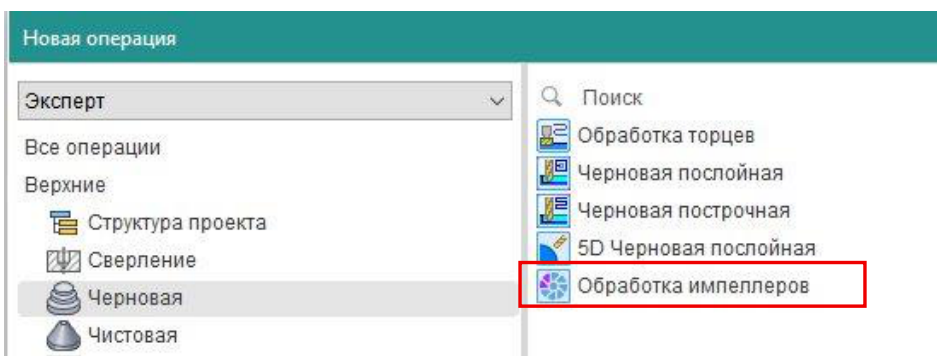 Новая операция
Эксперт
Все операции
Верхние
Структура проекта
Сверление
Черновая
Чистовая
Поиск
Обработка торцев
Черновая послойная
Черновая построчная
5D Черновая послойная
Обработка импеллеров